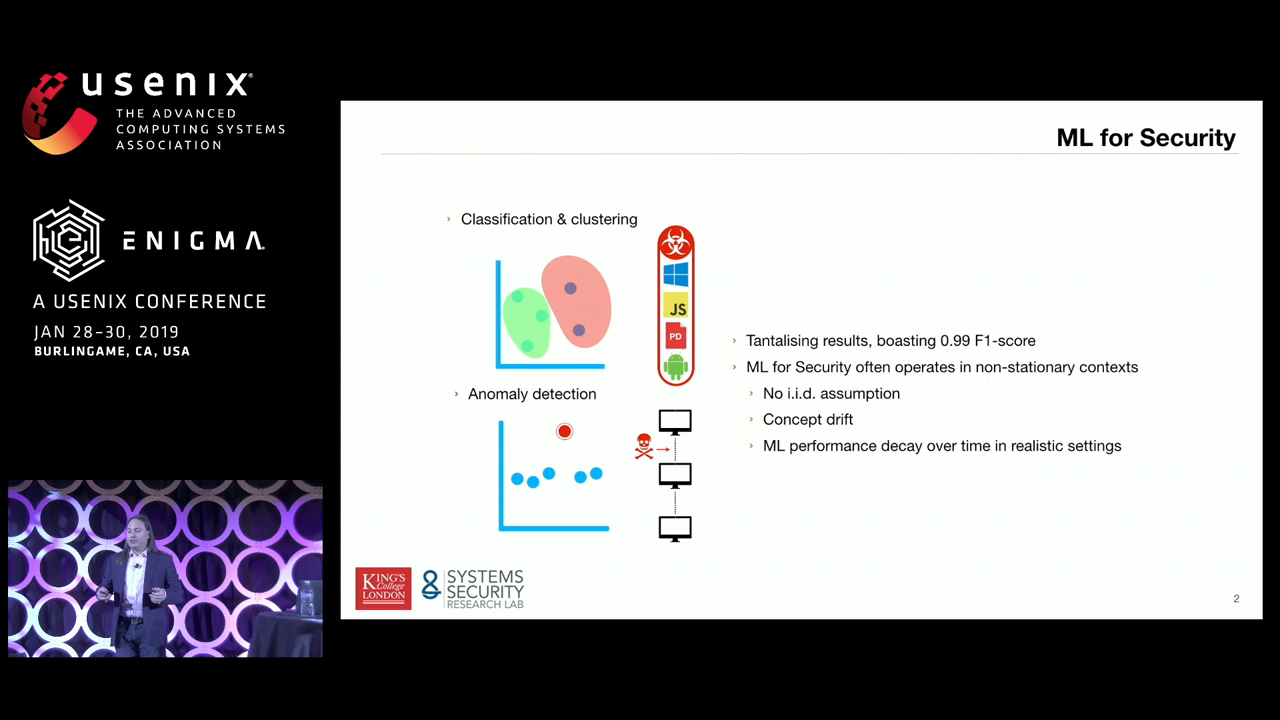 usenix
THE ADVANCED
COMPUTING SYSTEMS
ASSOCIATION
ENIGMA
A USENIX CONFERENCE
JAN 28–30, 2019
BURLINGAME, CA, USA
ML for Security
› Classification & clustering
JS
PD
› Anomaly detection
› Tantalising results, boasting 0.99 F1-score
› ML for Security often operates in non-stationary contexts
› No i.i.d. assumption
› Concept drift
› ML performance decay over time in realistic settings
KING'S
College
LONDON
SYSTEMS
SECURITY
RESEARCH LAB
2